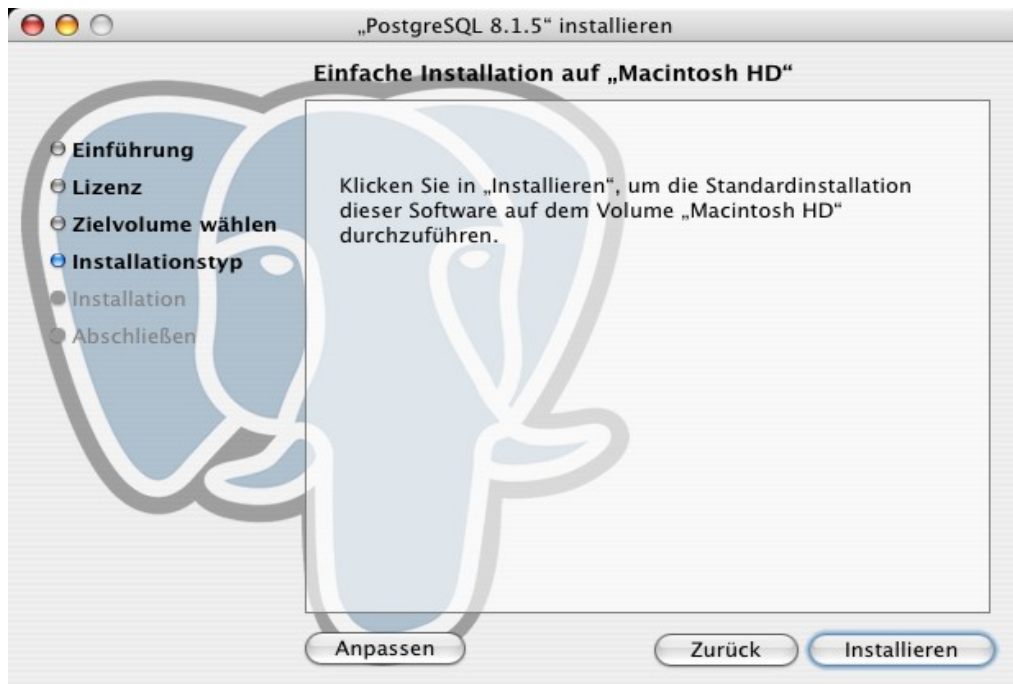 „PostgreSQL 8.1.5“ installieren
Einfache Installation auf „Macintosh HD“
Einführung
Lizenz
Zielvolume wählen
Installationstyp
Installation
Abschließen
Klicken Sie in „Installieren“, um die Standardinstallation
dieser Software auf dem Volume „Macintosh HD“
durchzuführen.
Anpassen
Zurück
Installieren